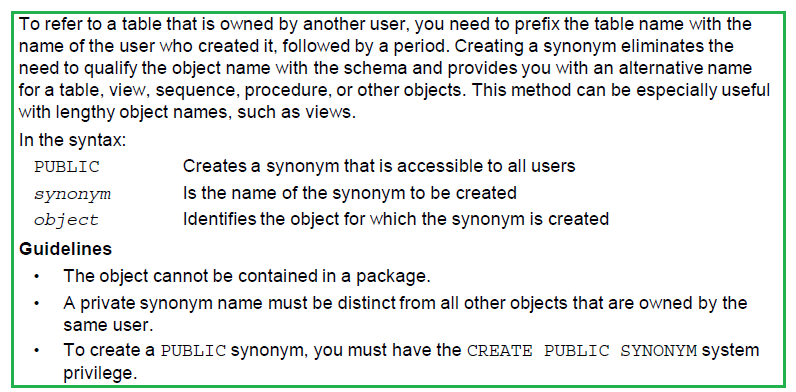 To refer to a table that is owned by another user, you need to prefix the table name with the
name of the user who created it, followed by a period. Creating a synonym eliminates the
need to qualify the object name with the schema and provides you with an alternative name
for a table, view, sequence, procedure, or other objects. This method can be especially useful
with lengthy object names, such as views.
In the syntax:
PUBLIC Creates a synonym that is accessible to all users
synonym Is the name of the synonym to be created
object Identifies the object for which the synonym is created
Guidelines
• The object cannot be contained in a package.
• A private synonym name must be distinct from all other objects that are owned by the
same user.
• To create a PUBLIC synonym, you must have the CREATE PUBLIC SYNONYM system
privilege.